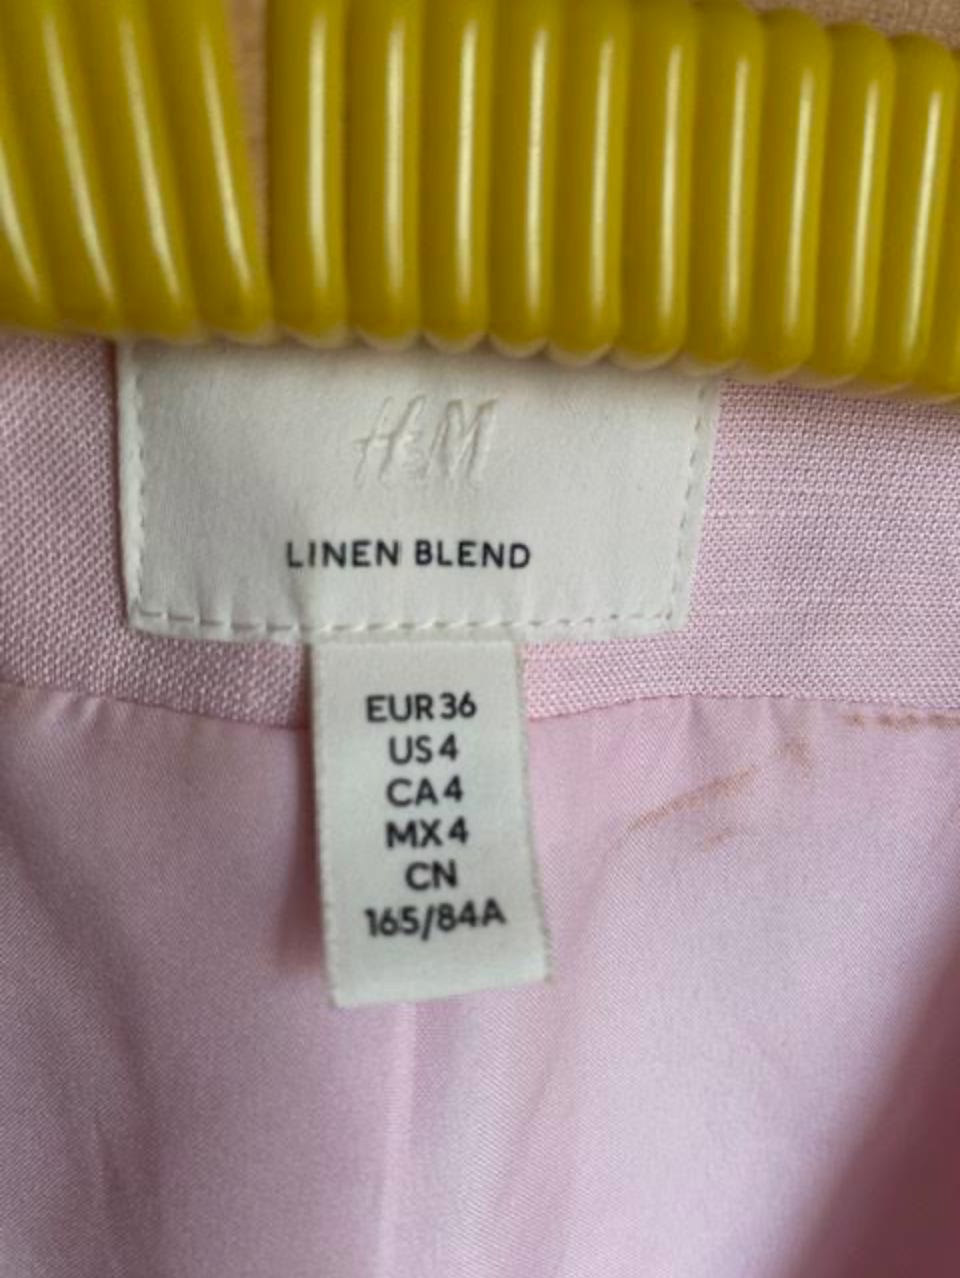 H&M
LINEN BLEND
EUR 36
US 4
CA 4
MX 4
CN
165/84A